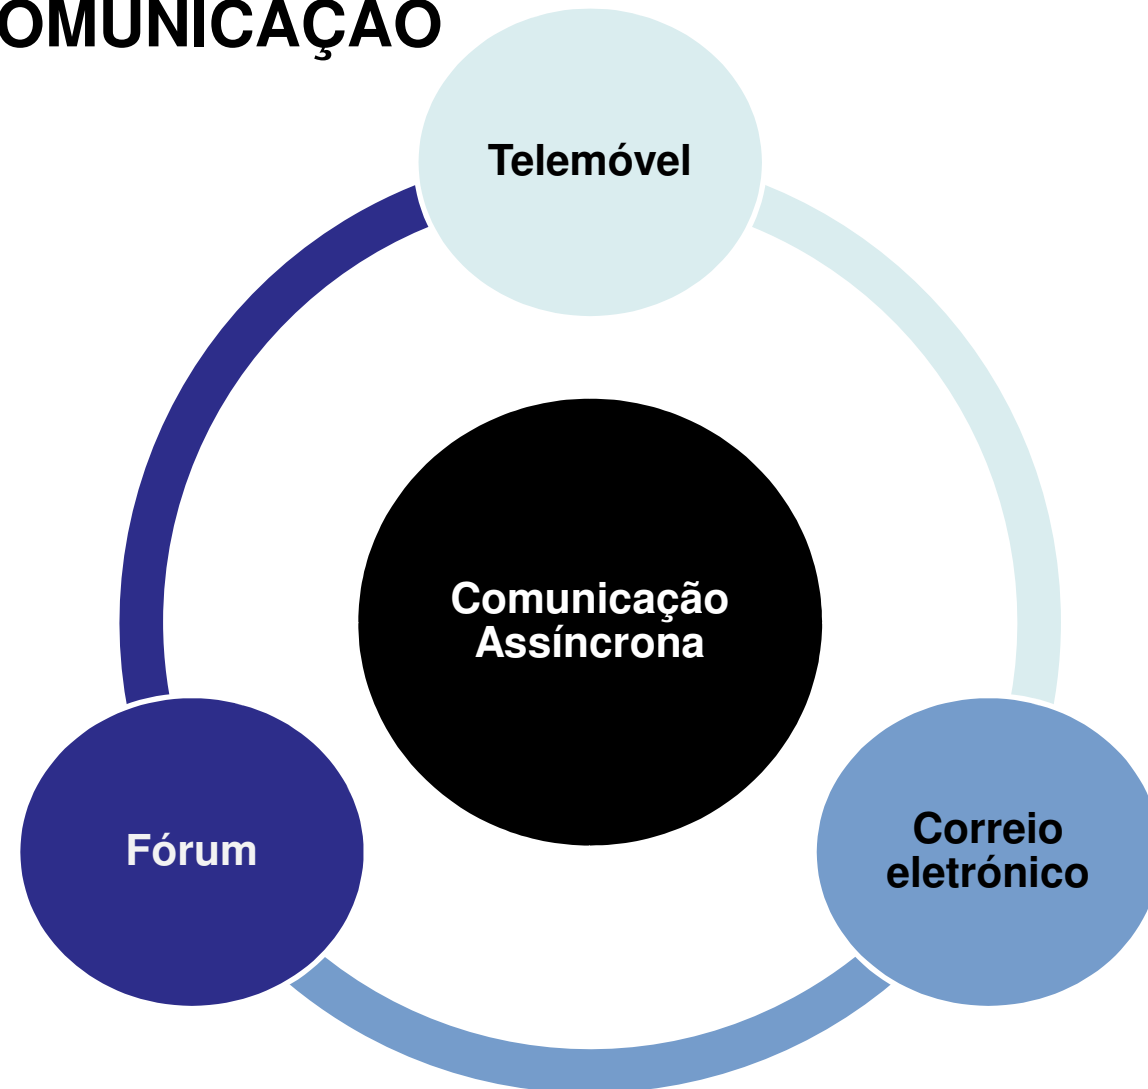 OMUNICAÇÃO
Telemóvel
Comunicação
Assíncrona
Fórum
Correio
eletrónico